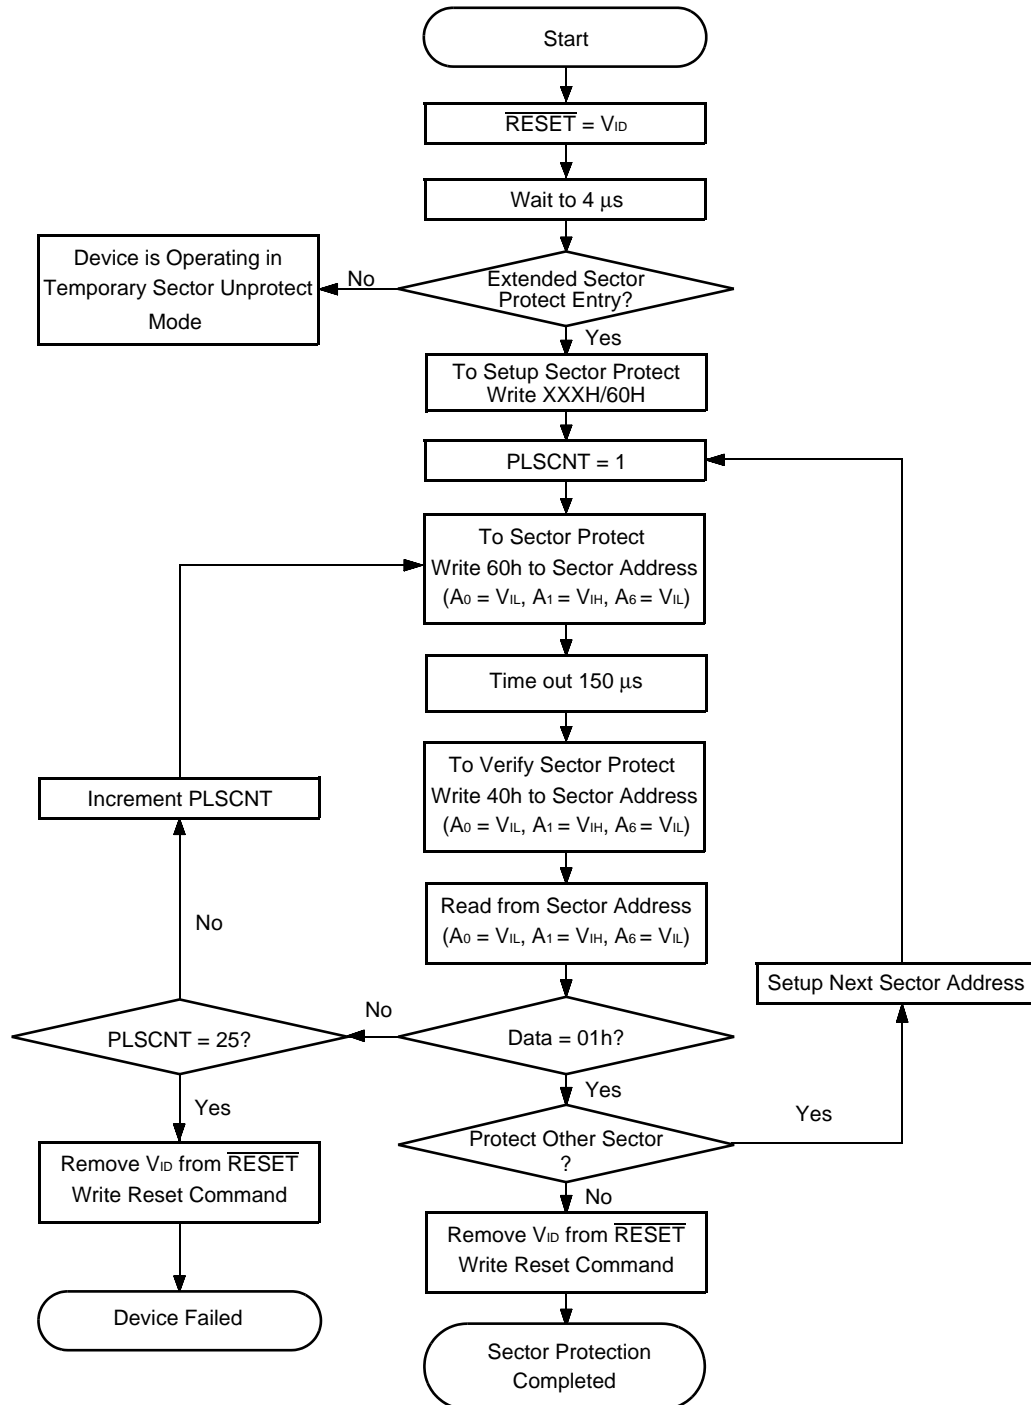 Start
R̅E̅S̅E̅T̅ = VID
Wait to 4 μs
Device is Operating in
Temporary Sector Unprotect
Mode
No
Extended Sector
Protect Entry?
Yes
To Setup Sector Protect
Write XXXH/60H
PLSCNT = 1
To Sector Protect
Write 60h to Sector Address
(A0 = VIL, A1 = VIH, A6 = VIL)
Time out 150 μs
To Verify Sector Protect
Write 40h to Sector Address
(A0 = VIL, A1 = VIH, A6 = VIL)
Increment PLSCNT
Read from Sector Address
(A0 = VIL, A1 = VIH, A6 = VIL)
No
Setup Next Sector Address
No
PLSCNT = 25?
Data = 01h?
Yes
Yes
Yes
Protect Other Sector
?
Remove VID from R̅E̅S̅E̅T̅
Write Reset Command
No
Remove VID from R̅E̅S̅E̅T̅
Write Reset Command
Device Failed
Sector Protection
Completed